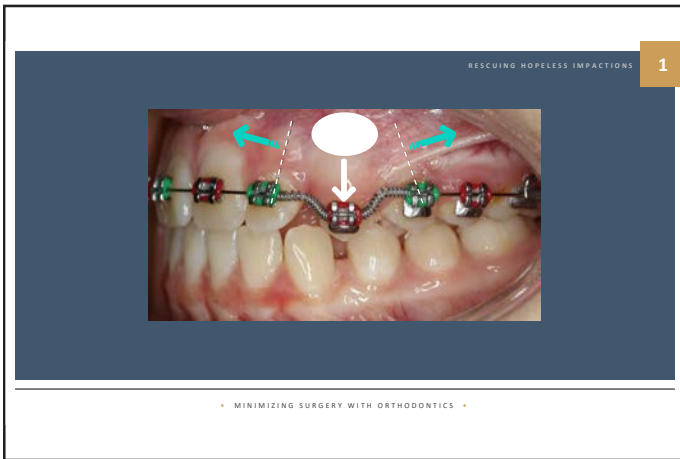 RESCUING HOPELESS IMPACTIONS
1
• MINIMIZING SURGERY WITH ORTHODONTICS •